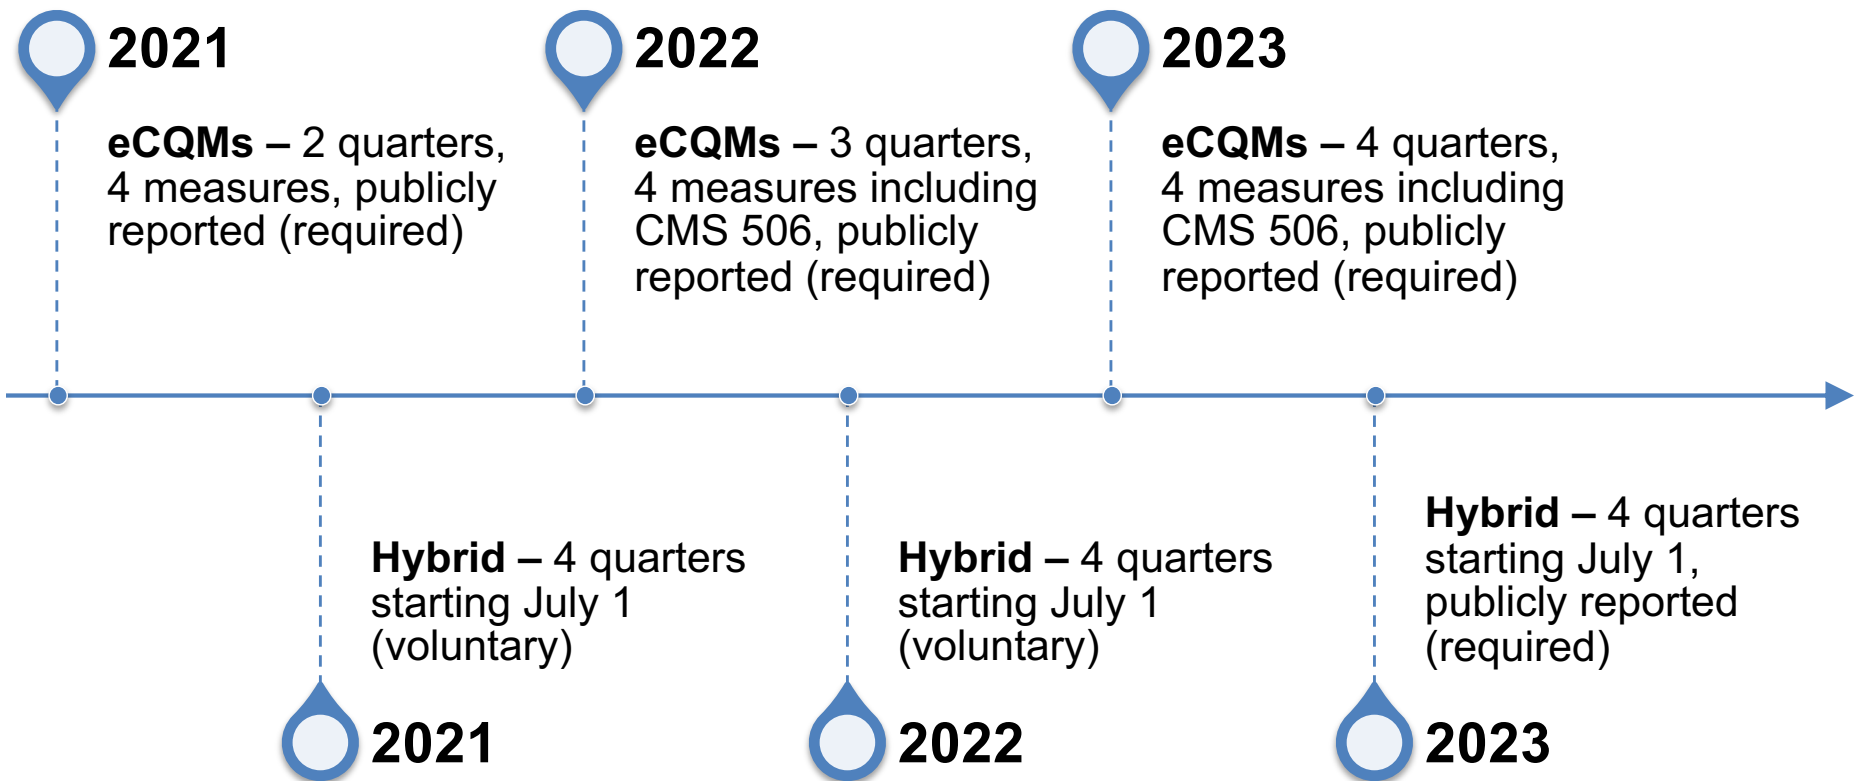 2021
eCQMs – 2 quarters,
4 measures, publicly
reported (required)
2022
eCQMs – 3 quarters,
4 measures including
CMS 506, publicly
reported (required)
2023
eCQMs – 4 quarters,
4 measures including
CMS 506, publicly
reported (required)
Hybrid – 4 quarters
starting July 1
(voluntary)
2021
Hybrid – 4 quarters
starting July 1
(voluntary)
2022
Hybrid – 4 quarters
starting July 1,
publicly reported
(required)
2023